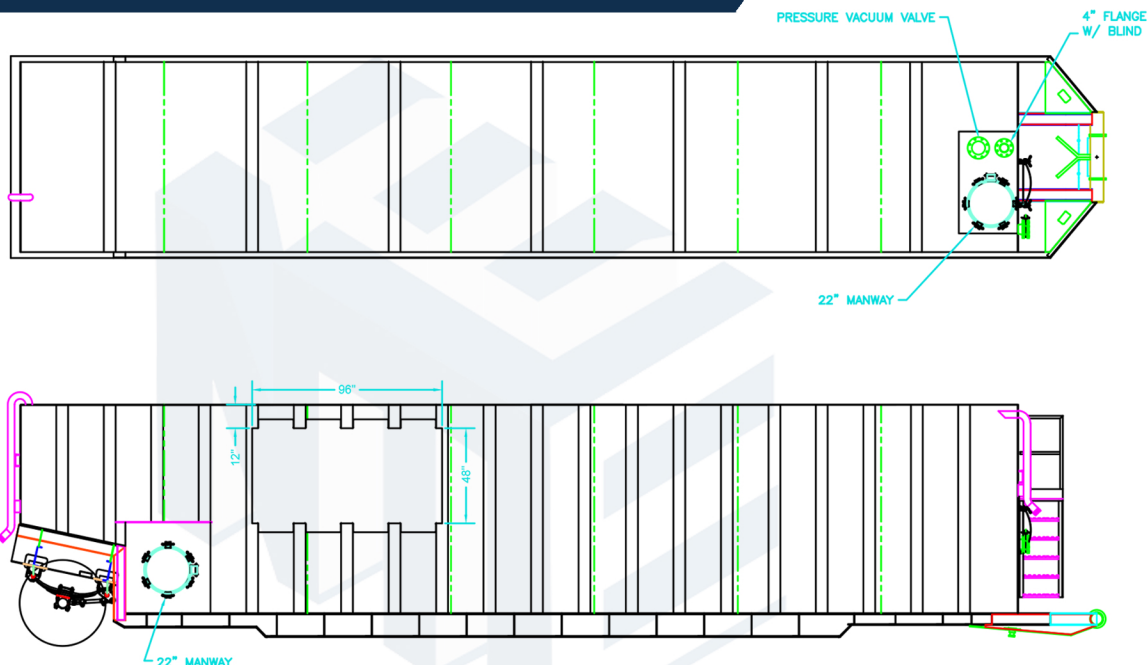 PRESSURE VACUUM VALVE
4" FLANGE
W/ BLIND
22" MANWAY
96"
12"
48"
22" MANWAY